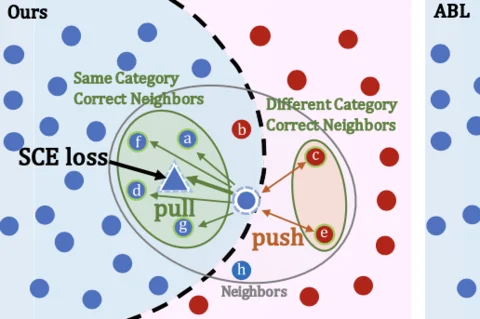 Ours
ABL
Same Category
Correct Neighbors
Different Category
Correct Neighbors
b
f
a
c
SCE loss
d
pull
g
push
e
h
Neighbors